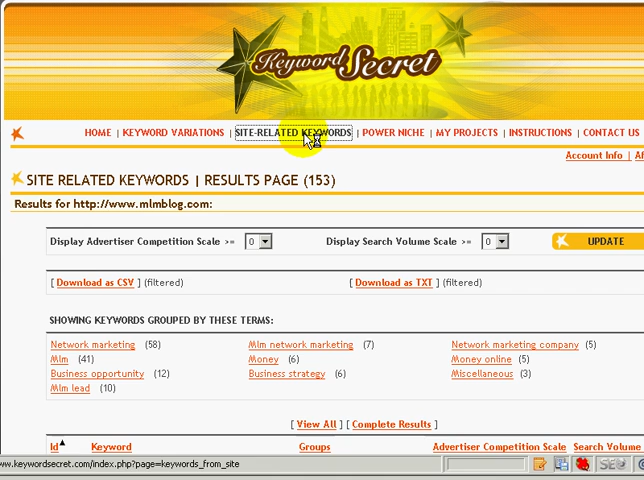 Keyword Secret
HOME | KEYWORD VARIATIONS | SITE-RELATED KEYWORDS | POWER NICHE | MY PROJECTS | INSTRUCTIONS | CONTACT US
Account Info | Af
SITE RELATED KEYWORDS | RESULTS PAGE (153)
Results for http://www.mlmblog.com:
Display Advertiser Competition Scale >= 0 Display Search Volume Scale >= 0 UPDATE
[ Download as CSV ] (filtered) [ Download as TXT ] (filtered)
SHOWING KEYWORDS GROUPED BY THESE TERMS:
Network marketing (58) Mlm network marketing (7) Network marketing company (5)
Mlm (41) Money (6) Money online (5)
Business opportunity (12) Business strategy (6) Miscellaneous (3)
Mlm lead (10)
[ View All ] [ Complete Results ]
Id Keyword Groups Advertiser Competition Scale Search Volume
ww.keywordsecret.com/index.php?page=keywords_from_site SEO